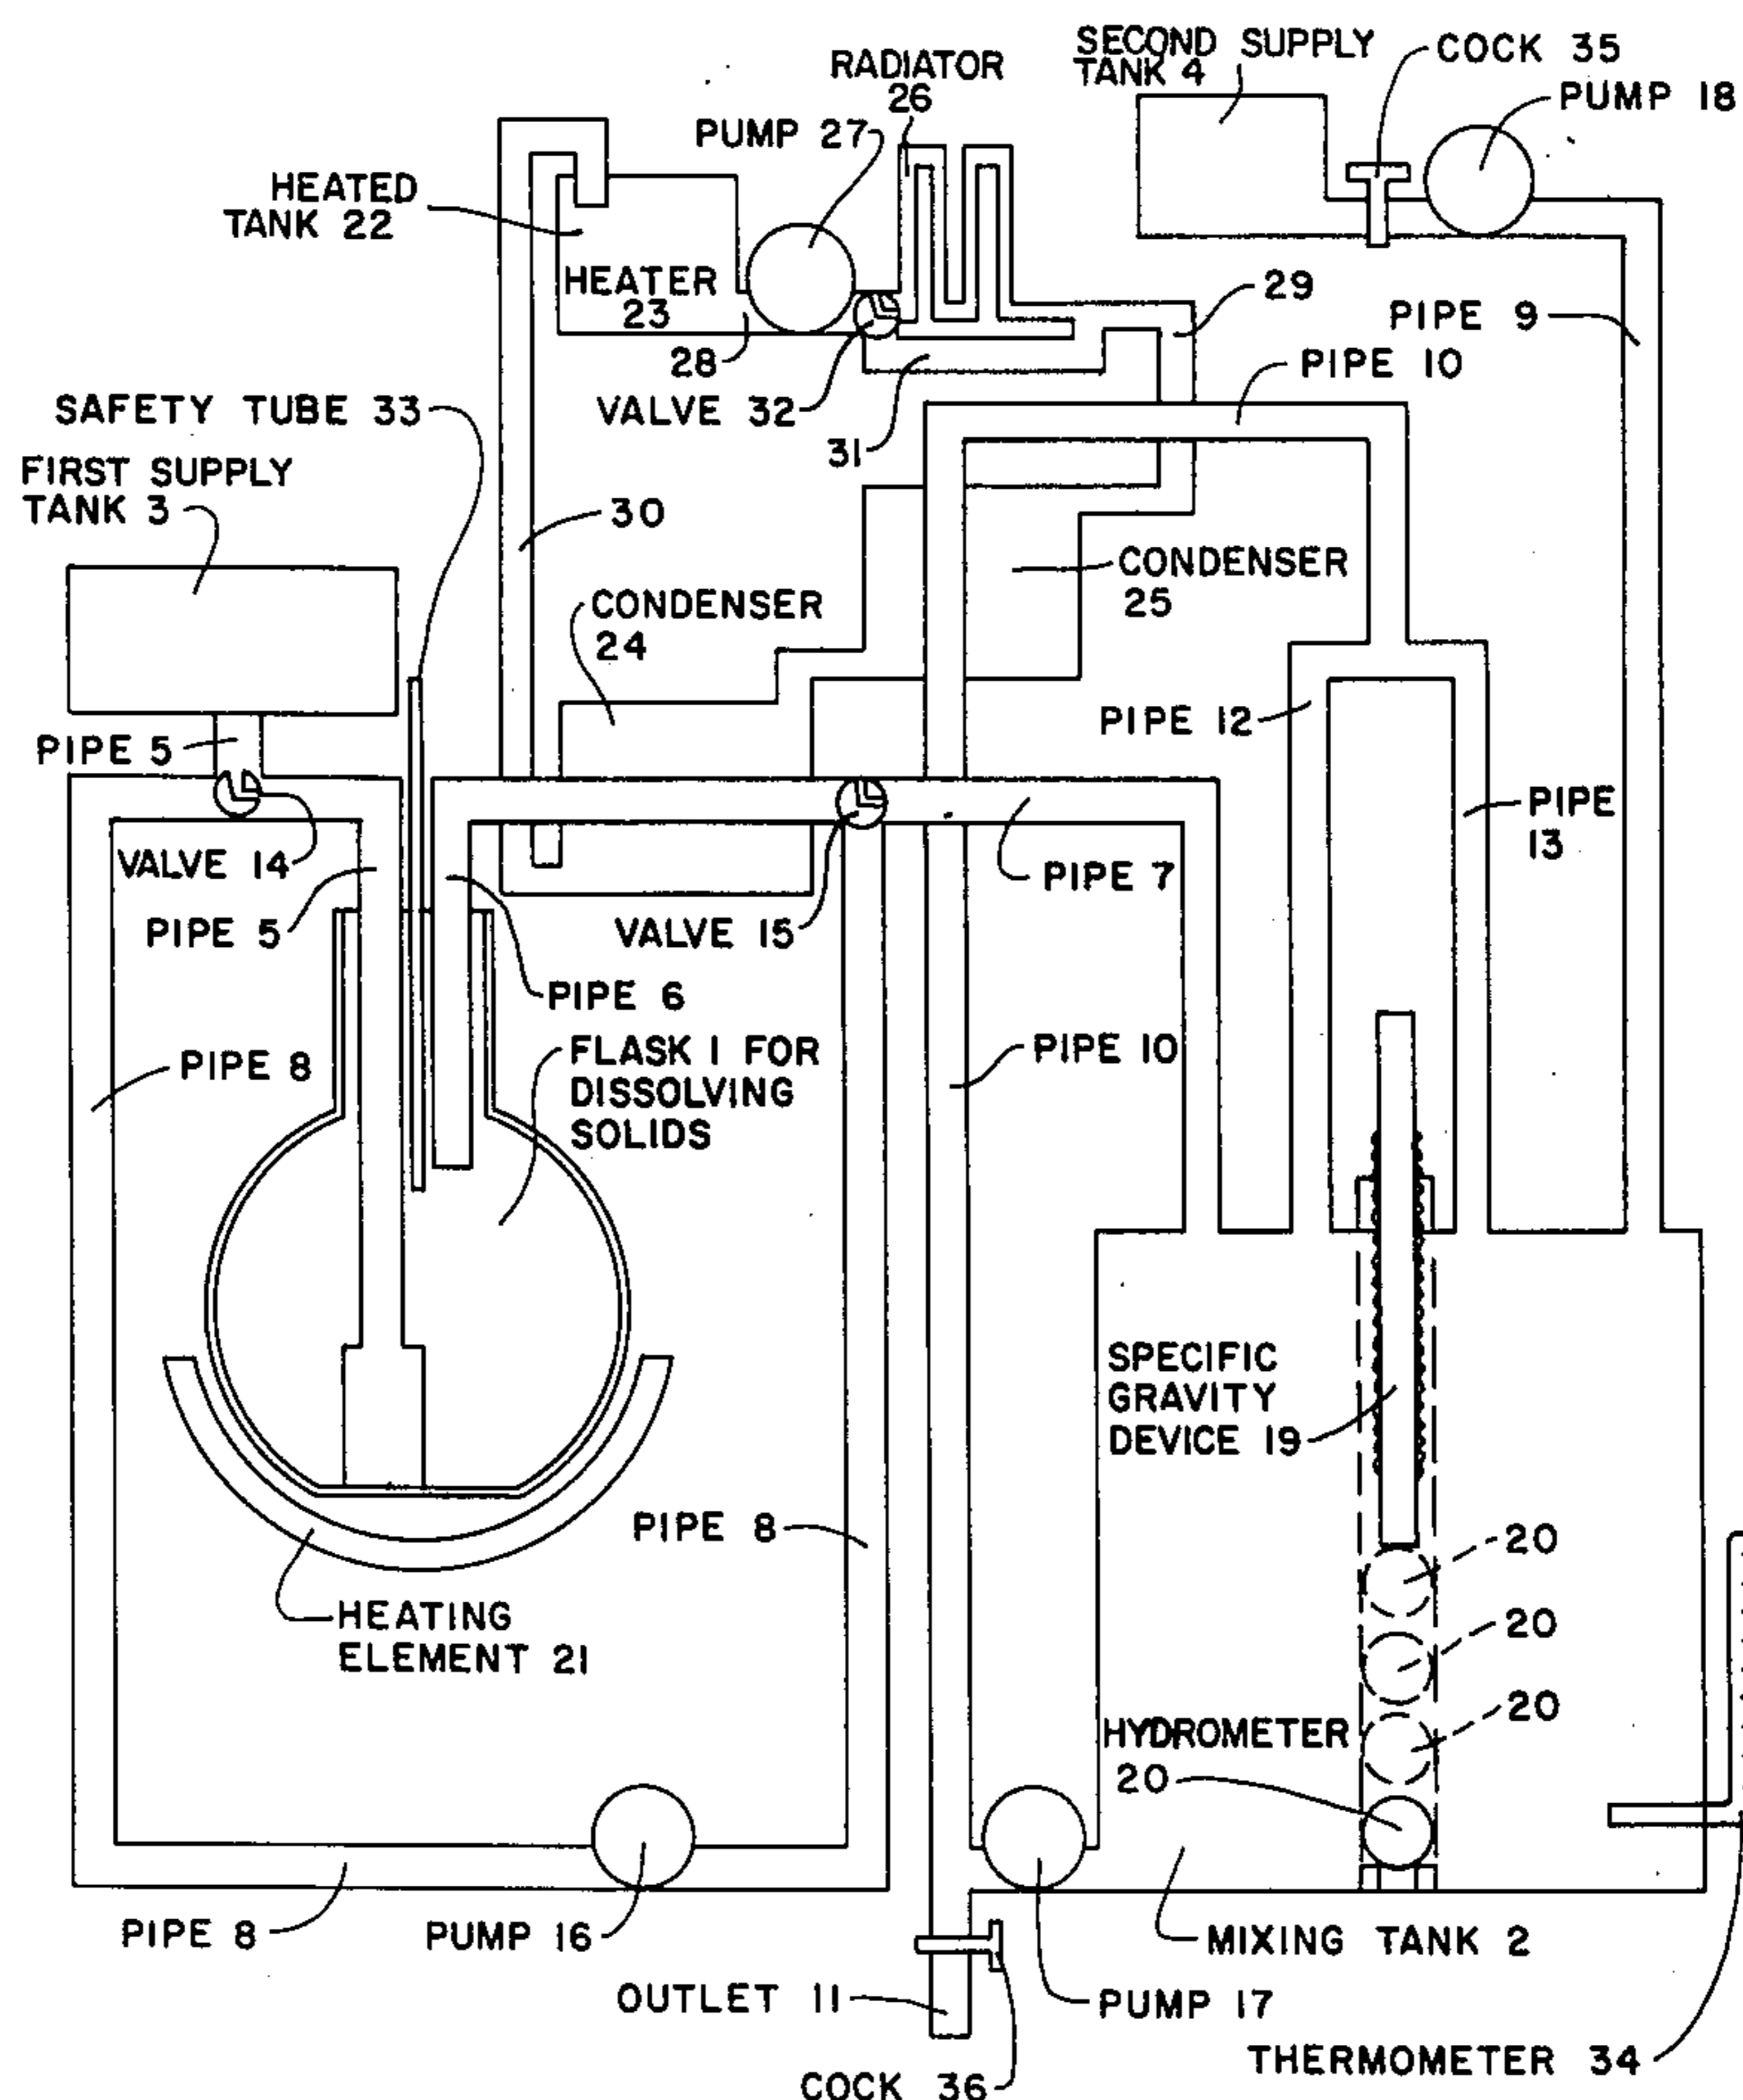 SECOND SUPPLY
TANK 4
COCK 35
RADIATOR
26
PUMP 18
PUMP 27
HEATED
TANK 22
HEATER
23
29
PIPE 9
28
PIPE 10
SAFETY TUBE 33
VALVE 32
31
FIRST SUPPLY
TANK 3
30
CONDENSER
25
CONDENSER
24
PIPE 12
PIPE 5
PIPE
13
VALVE 14
PIPE 7
PIPE 5
VALVE 15
PIPE 6
FLASK 1 FOR
DISSOLVING
SOLIDS
PIPE 10
PIPE 8
SPECIFIC
GRAVITY
DEVICE 19
PIPE 8
20
HEATING
ELEMENT 21
20
20
HYDROMETER
20
PIPE 8
PUMP 16
MIXING TANK 2
OUTLET 11
PUMP 17
THERMOMETER 34
COCK 36